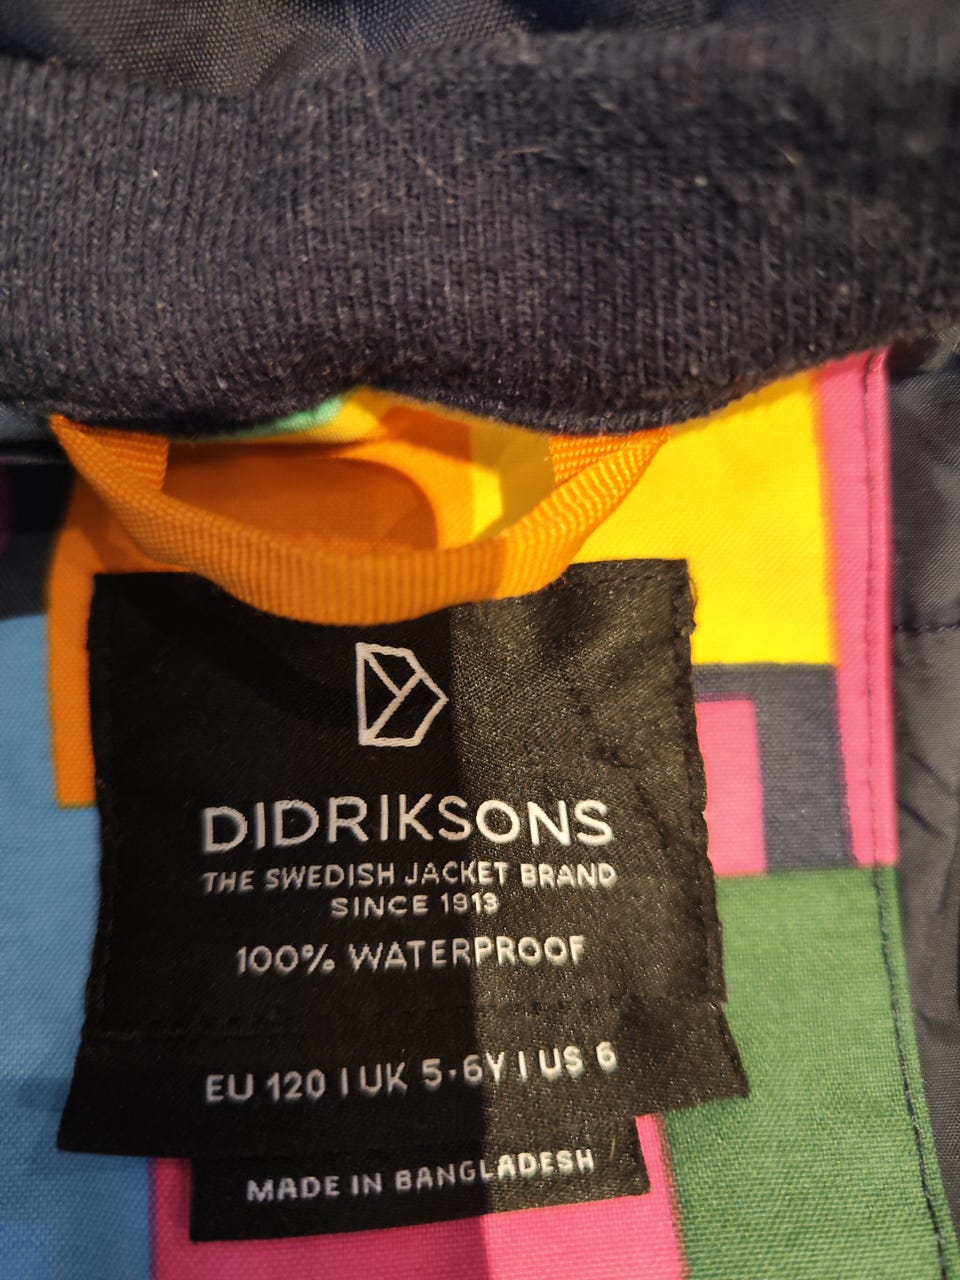 DIDRIKSONS
THE SWEDISH JACKET BRAND
SINCE 1913
100% WATERPROOF
EU 120 | UK 5-6Y | US 6
MADE IN BANGLADESH